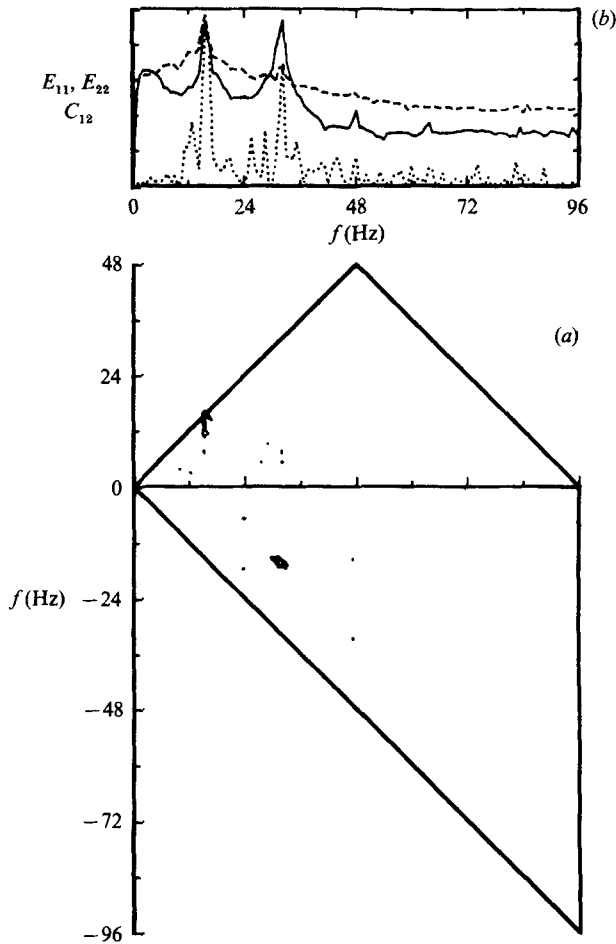 (b)
E₁₁, E₂₂
C₁₂
0 24 48 72 96
f (Hz)
48
(a)
24
0
f (Hz)
−24
−48
−72
−96